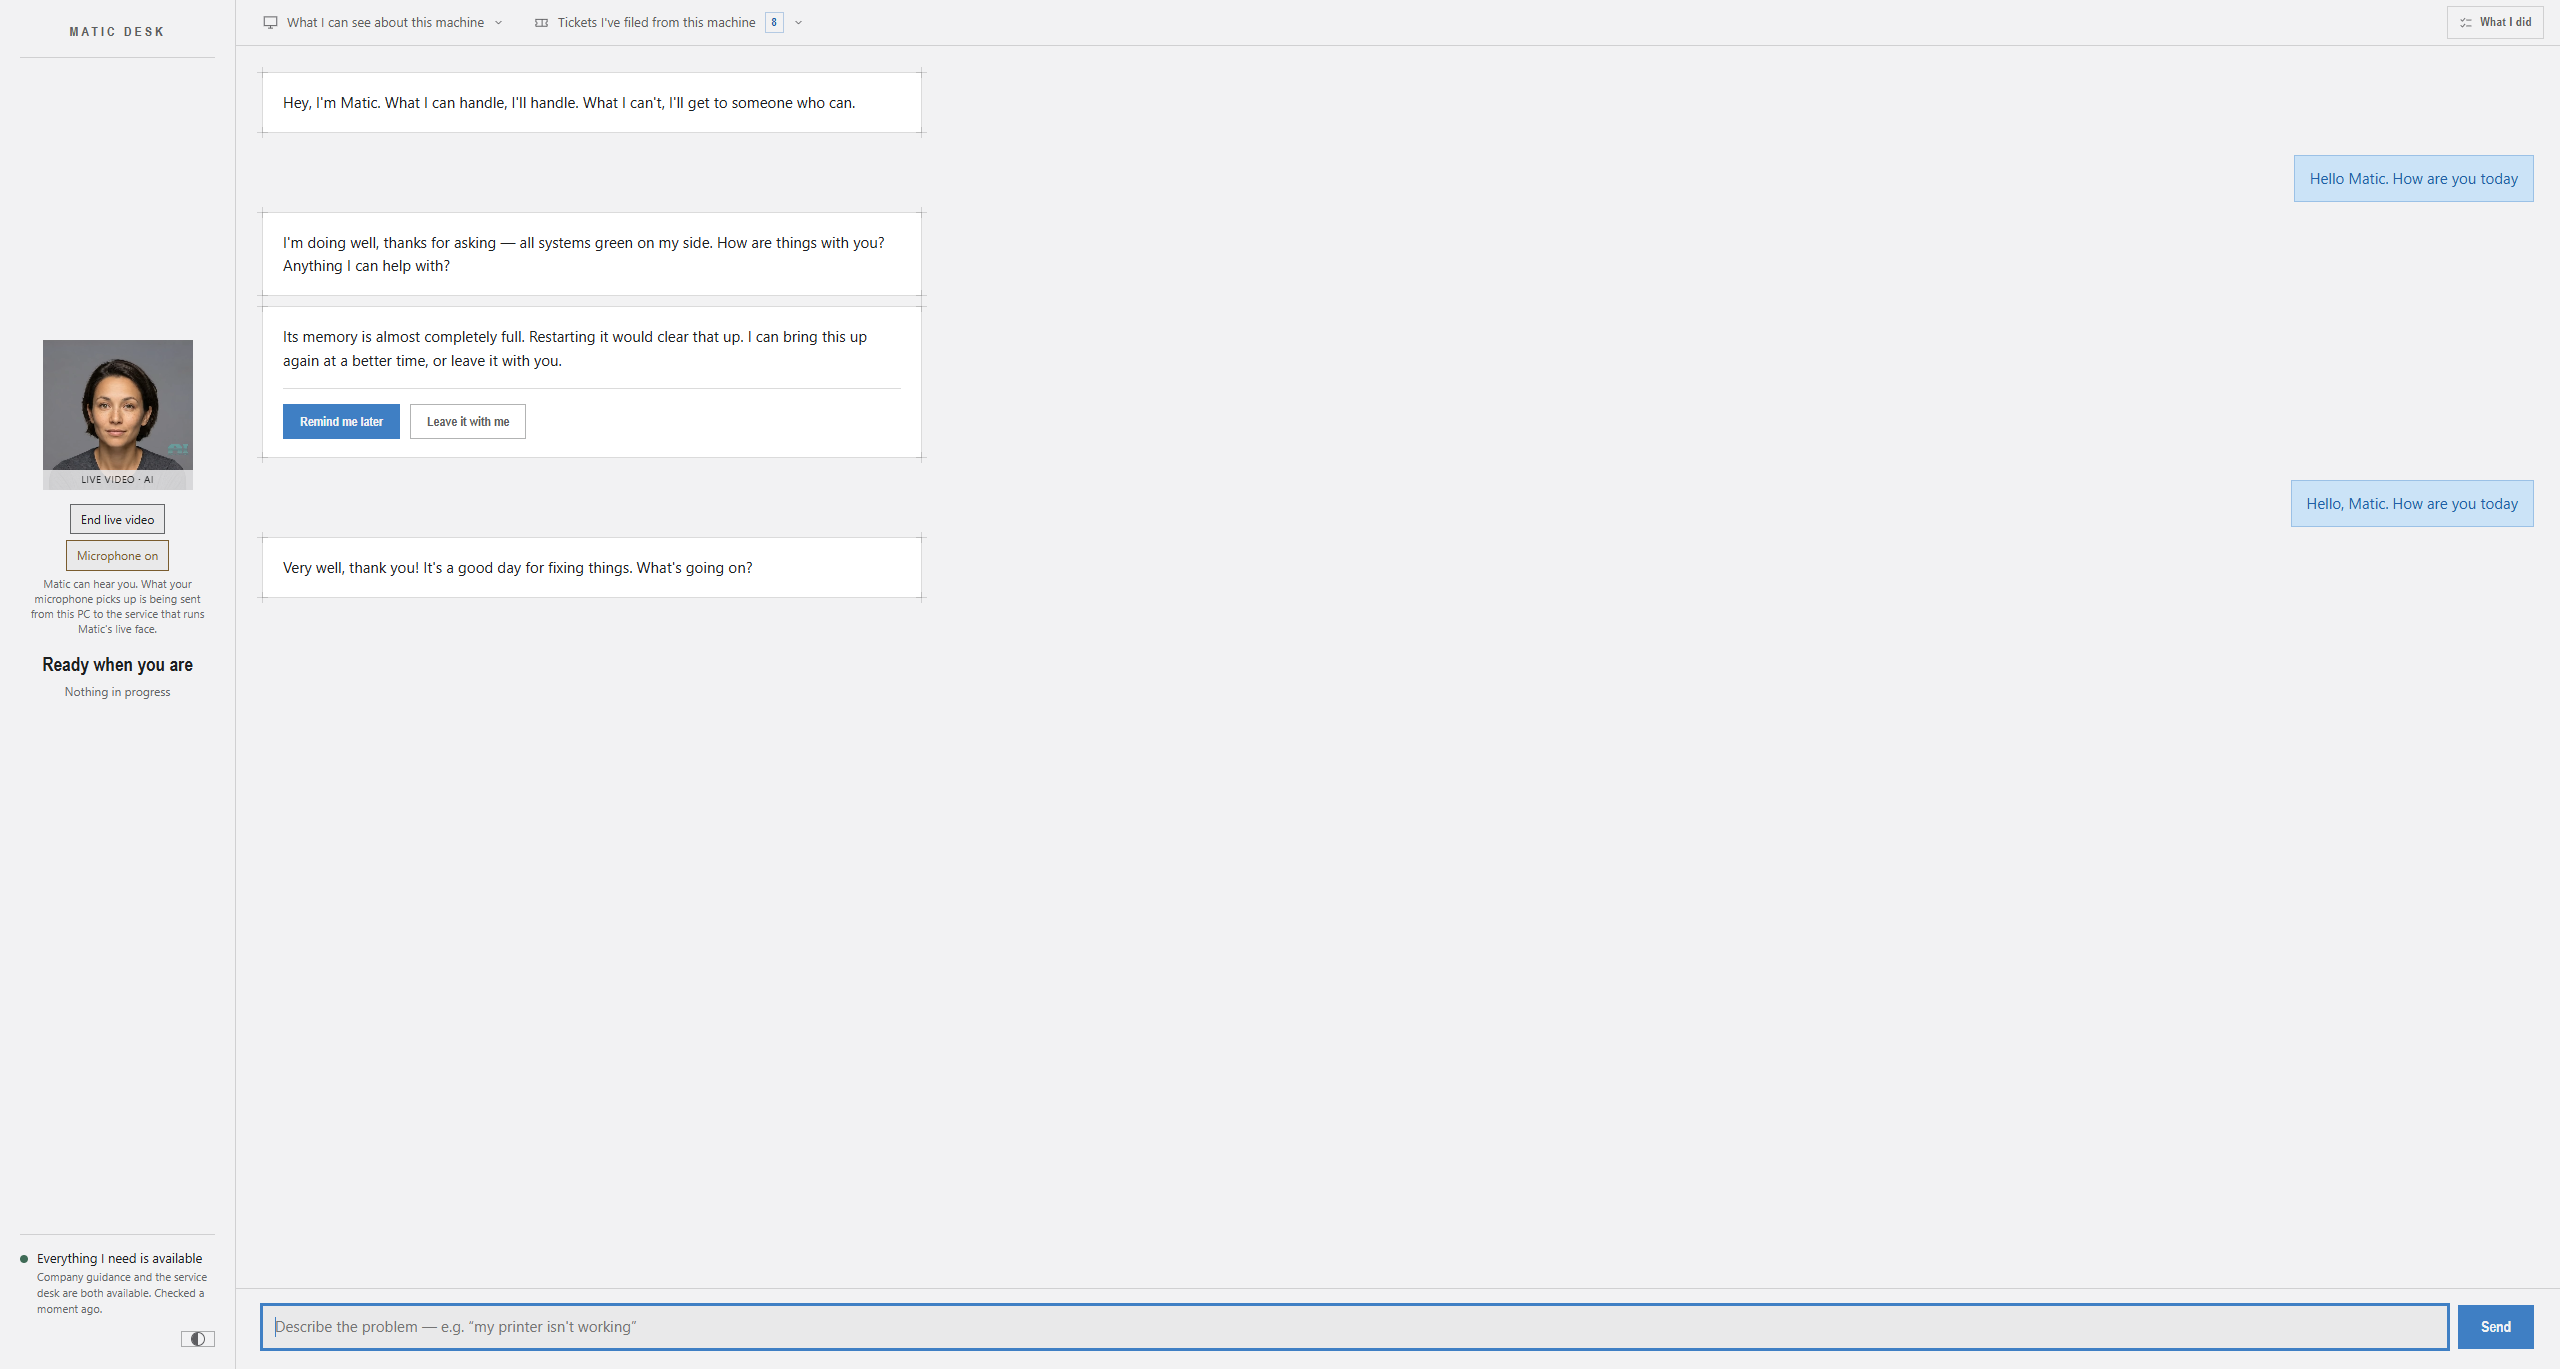 MATIC DESK
What I can see about this machine
Tickets I've filed from this machine 8
What I did
Hey, I'm Matic. What I can handle, I'll handle. What I can't, I'll get to someone who can.
Hello Matic. How are you today
I'm doing well, thanks for asking — all systems green on my side. How are things with you?
Anything I can help with?
Its memory is almost completely full. Restarting it would clear that up. I can bring this up
again at a better time, or leave it with you.
Remind me later
Leave it with me
Hello, Matic. How are you today
Very well, thank you! It's a good day for fixing things. What's going on?
LIVE VIDEO · AI
End live video
Microphone on
Matic can hear you. What your
microphone picks up is being sent
from this PC to the service that runs
Matic's live face.
Ready when you are
Nothing in progress
Everything I need is available
Company guidance and the service
desk are both available. Checked a
moment ago.
Describe the problem — e.g. “my printer isn't working”
Send